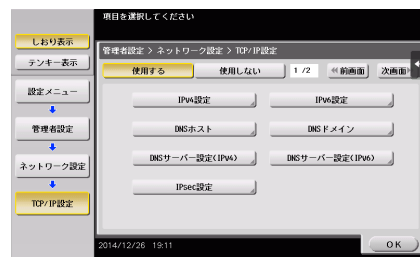 項目を選択してください
しおり表示
テンキー表示
設定メニュー
管理者設定
ネットワーク設定
TCP/IP設定
管理者設定 > ネットワーク設定 > TCP/IP設定
使用する
使用しない
1 /2
前画面
次画面
IPv4設定
IPv6設定
DNSホスト
DNSドメイン
DNSサーバー設定(IPv4)
DNSサーバー設定(IPv6)
IPsec設定
2014/12/26 19:11
OK